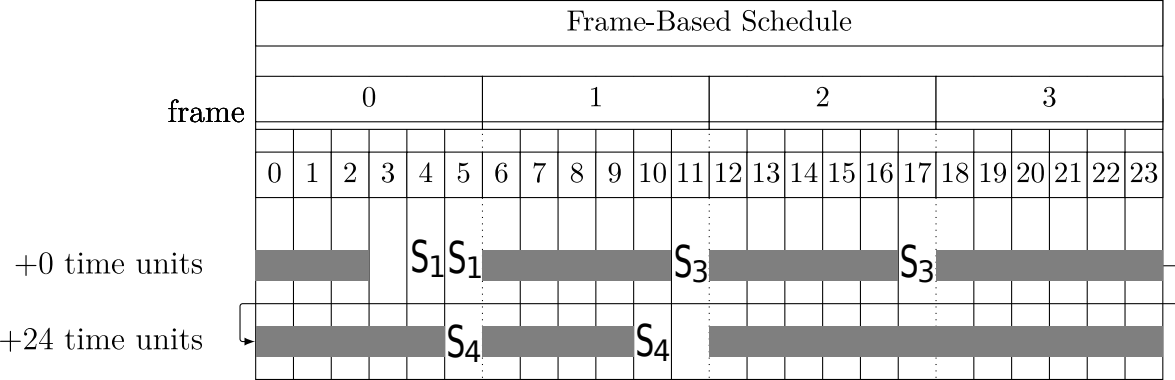 Frame-Based Schedule
frame 0 1 2 3
0 1 2 3 4 5 6 7 8 9 10 11 12 13 14 15 16 17 18 19 20 21 22 23
+0 time units S1 S1 S3 S3
+24 time units S4 S4